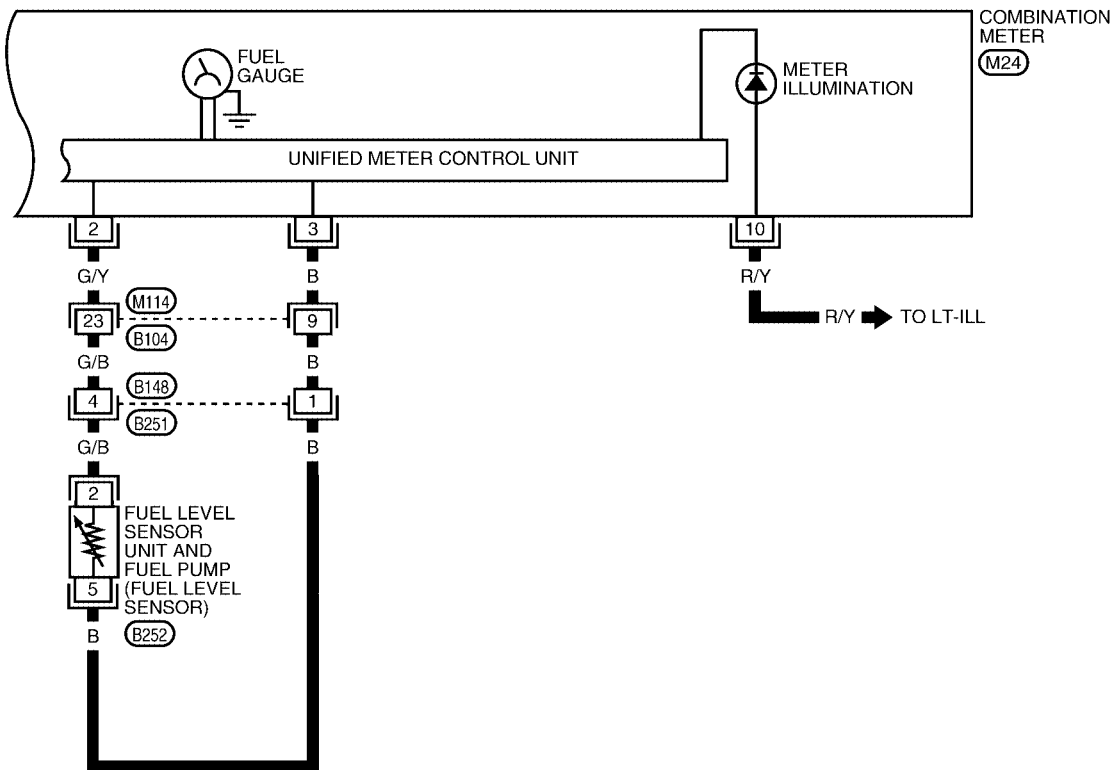 COMBINATION
METER
M24
FUEL
GAUGE
METER
ILLUMINATION
UNIFIED METER CONTROL UNIT
2
3
10
G/Y
B
R/Y
M114
23
9
R/Y
TO LT-ILL
B104
G/B
B
B148
4
1
B251
G/B
B
2
FUEL LEVEL
SENSOR
UNIT AND
FUEL PUMP
(FUEL LEVEL
SENSOR)
5
B
B252